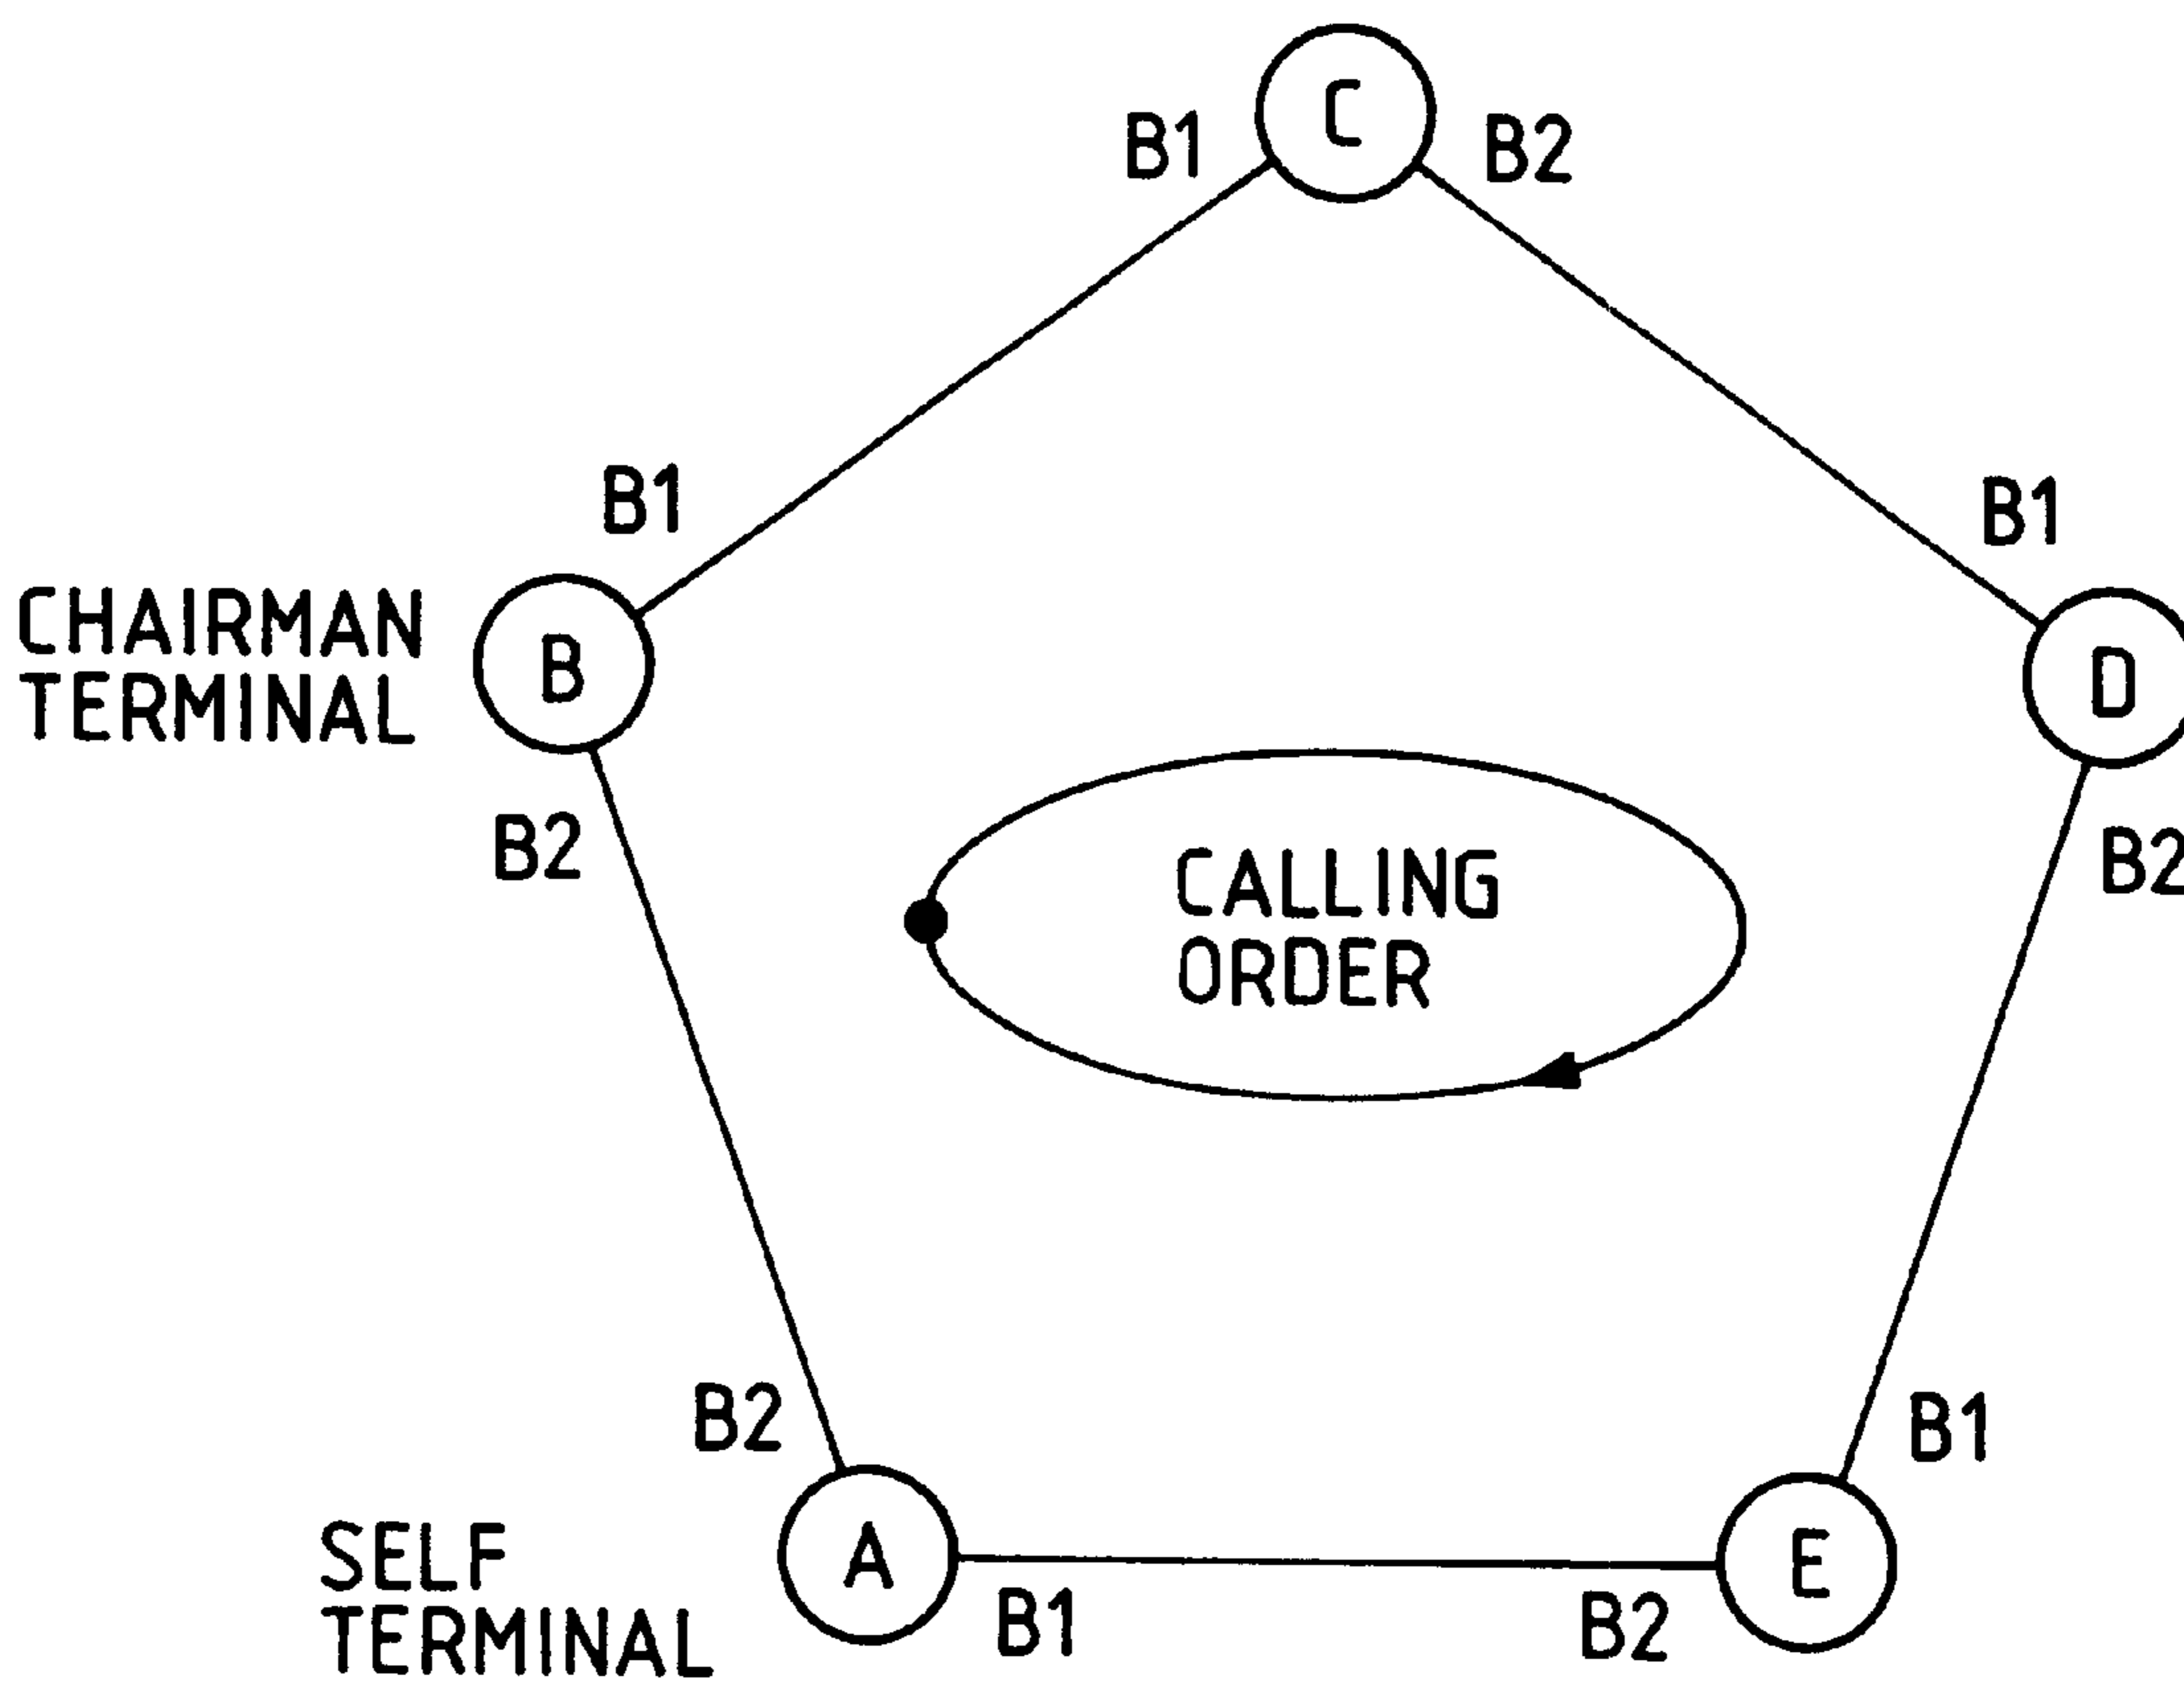 C
B1
B2
B1
B1
CHAIRMAN
TERMINAL
B
D
B2
B2
CALLING
ORDER
B2
B1
SELF
TERMINAL
A
E
B1
B2